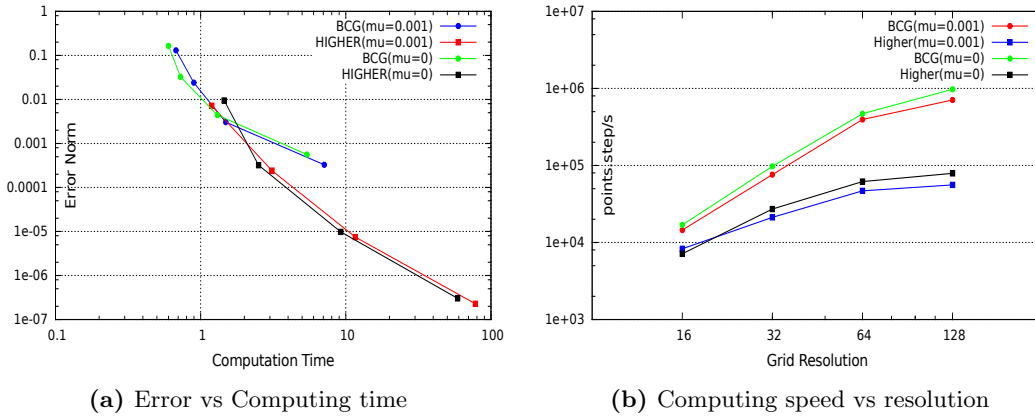 1
0.1
0.01
0.001
0.0001
1e-05
1e-06
1e-07
0.1
1
10
100
Error Norm
Computation Time
BCG(mu=0.001)
HIGHER(mu=0.001)
BCG(mu=0)
HIGHER(mu=0)
(a) Error vs Computing time
1e+07
1e+06
1e+05
1e+04
1e+03
16
32
64
128
points.step/s
Grid Resolution
BCG(mu=0.001)
Higher(mu=0.001)
BCG(mu=0)
Higher(mu=0)
(b) Computing speed vs resolution